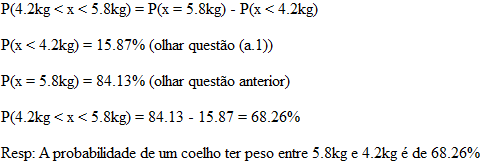 P(4.2kg < x < 5.8kg) = P(x = 5.8kg) - P(x < 4.2kg)
P(x < 4.2kg) = 15.87% (olhar questão (a.1))
P(x = 5.8kg) = 84.13% (olhar questão anterior)
P(4.2kg < x < 5.8kg) = 84.13 - 15.87 = 68.26%
Resp: A probabilidade de um coelho ter peso entre 5.8kg e 4.2kg é de 68.26%